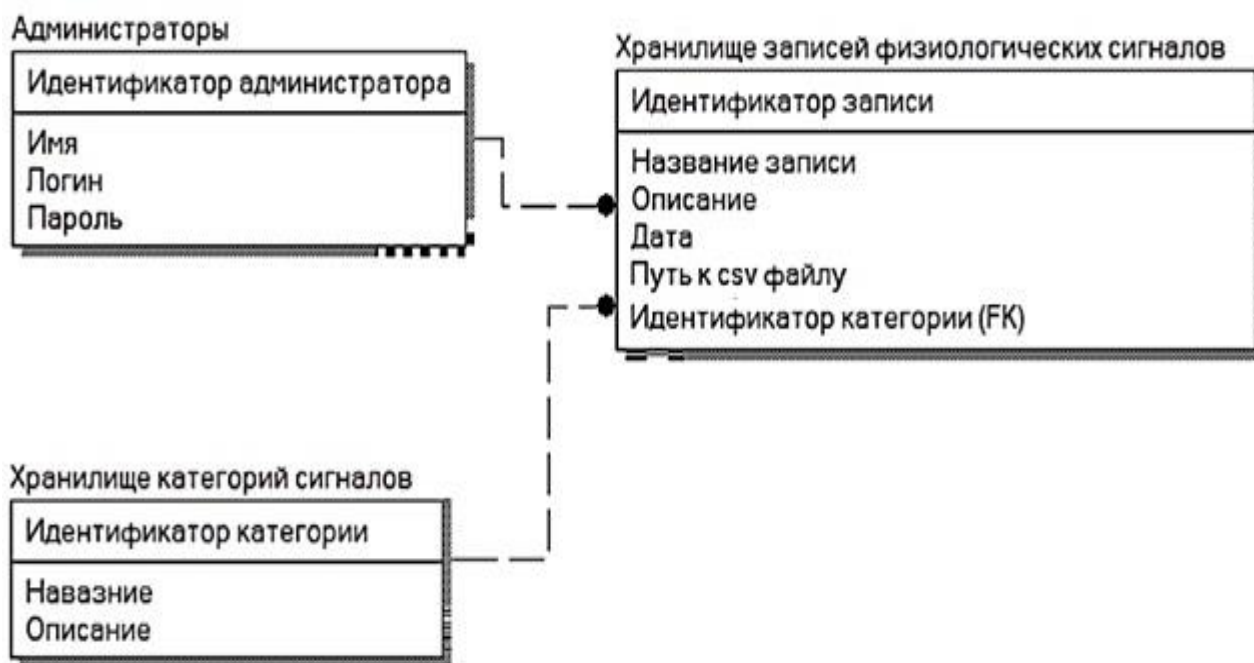 Администраторы
Идентификатор администратора
Имя
Логин
Пароль
Хранилище записей физиологических сигналов
Идентификатор записи
Название записи
Описание
Дата
Путь к csv файлу
Идентификатор категории (FK)
Хранилище категорий сигналов
Идентификатор категории
Навазние
Описание